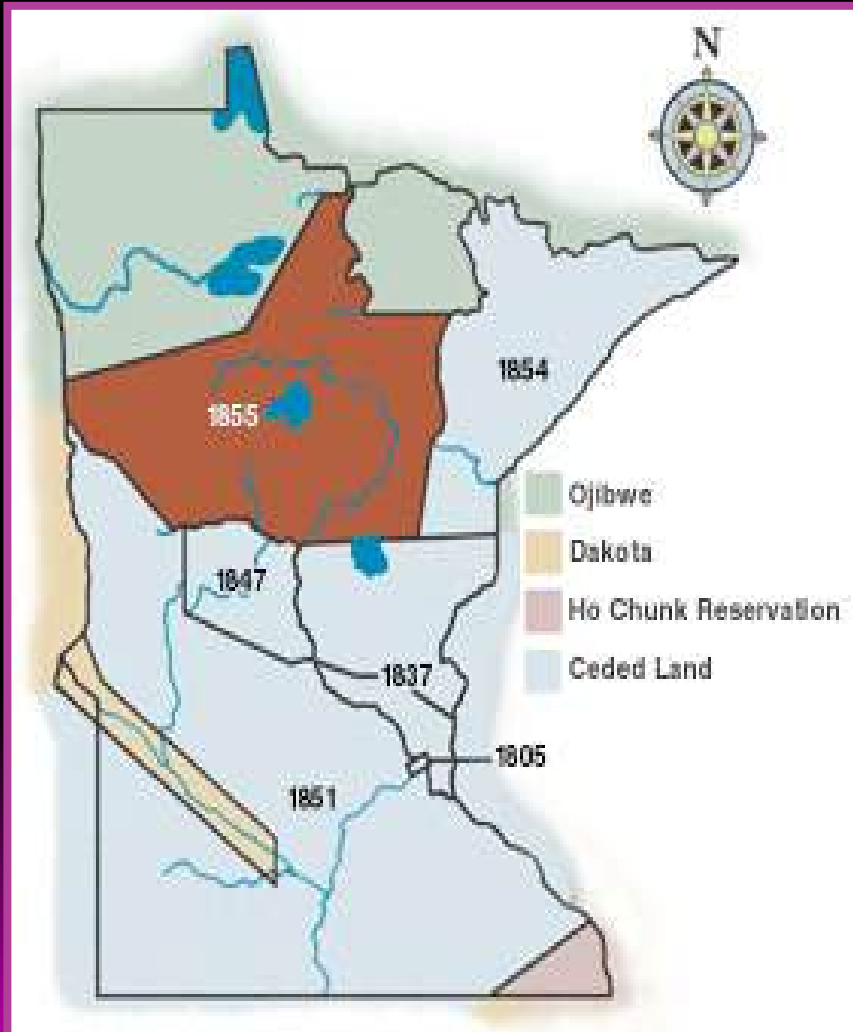 N
1854
1855
Ojibwe
Dakota
1847
Ho Chunk Reservation
Ceded Land
1837
1805
1851